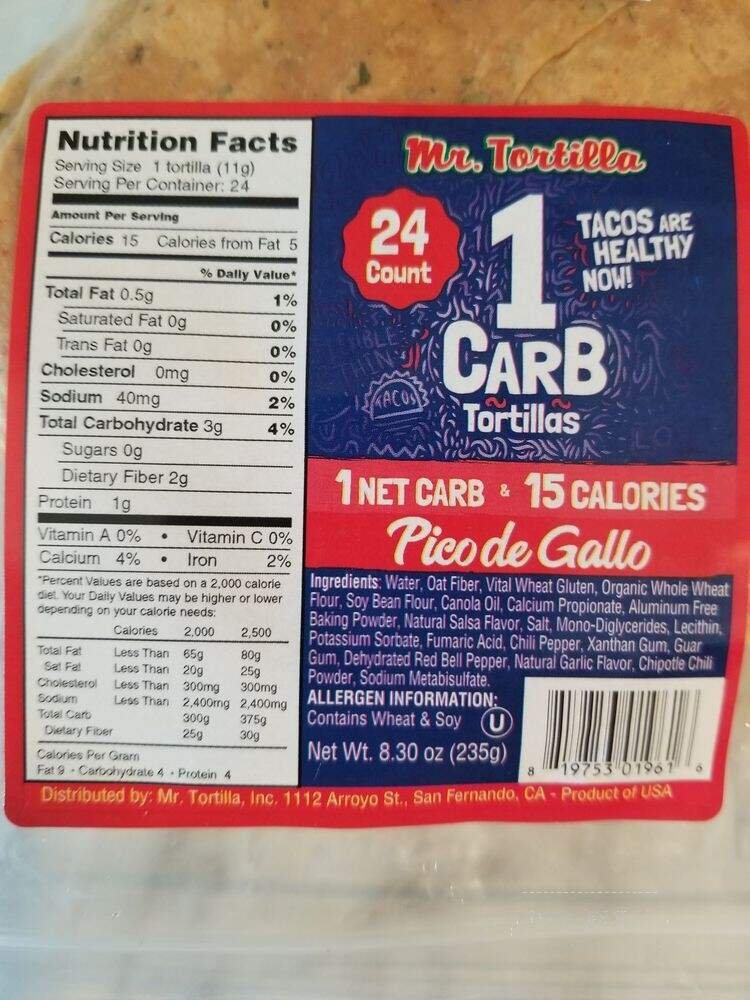 Nutrition Facts
Serving Size 1 tortilla (11g)
Serving Per Container: 24
Amount Per Serving
Calories 15 Calories from Fat 5
% Daily Value*
Total Fat 0.5g 1%
Saturated Fat 0g 0%
Trans Fat 0g 0%
Cholesterol 0mg 0%
Sodium 40mg 2%
Total Carbohydrate 3g 4%
Sugars 0g
Dietary Fiber 2g
Protein 1g
Vitamin A 0% • Vitamin C 0%
Calcium 4% • Iron 2%
*Percent Values are based on a 2,000 calorie
diet. Your Daily Values may be higher or lower
depending on your calorie needs:
Calories 2,000 2,500
Total Fat Less Than 65g 80g
Sat Fat Less Than 20g 25g
Cholesterol Less Than 300mg 300mg
Sodium Less Than 2,400mg 2,400mg
Total Carb 300g 375g
Dietary Fiber 25g 30g
Calories Per Gram
Fat 9 • Carbohydrate 4 • Protein 4
Mr. Tortilla
24
Count
1
CARB
Tortillas
TACOS ARE
HEALTHY
NOW!
TACOS
1 NET CARB & 15 CALORIES
Pico de Gallo
Ingredients: Water, Oat Fiber, Vital Wheat Gluten, Organic Whole Wheat
Flour, Soy Bean Flour, Canola Oil, Calcium Propionate, Aluminum Free
Baking Powder, Natural Salsa Flavor, Salt, Mono-Diglycerides, Lecithin,
Potassium Sorbate, Fumaric Acid, Chili Pepper, Xanthan Gum, Guar
Gum, Dehydrated Red Bell Pepper, Natural Garlic Flavor, Chipotle Chili
Powder, Sodium Metabisulfate.
ALLERGEN INFORMATION:
Contains Wheat & Soy U
Net Wt. 8.30 oz (235g)
8 19753 01961 6
Distributed by: Mr. Tortilla, Inc. 1112 Arroyo St., San Fernando, CA - Product of USA